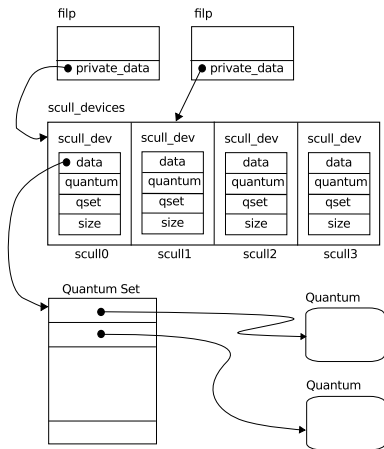 filp
filp
private_data
private_data
scull_devices
scull_dev
scull_dev
scull_dev
scull_dev
data
data
data
data
quantum
quantum
quantum
quantum
qset
qset
qset
qset
size
size
size
size
scull0
scull1
scull2
scull3
Quantum Set
Quantum
Quantum